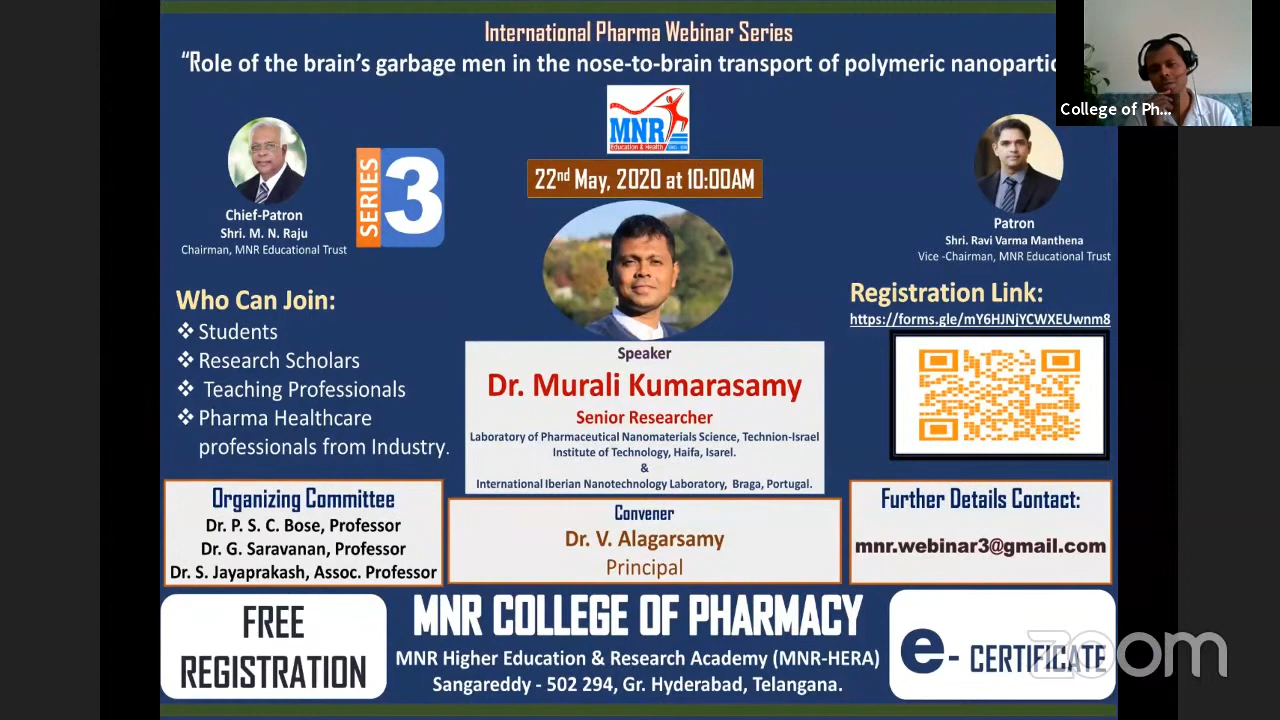 International Pharma Webinar Series
“Role of the brain’s garbage men in the nose-to-brain transport of polymeric
College of Ph...
MNR
Education & Health
SERIES
3
22nd May, 2020 at 10:00AM
Chief-Patron
Shri. M. N. Raju
Chairman, MNR Educational Trust
Patron
Shri. Ravi Varma Manthena
Vice -Chairman, MNR Educational Trust
Who Can Join:
❖ Students
❖ Research Scholars
❖ Teaching Professionals
❖ Pharma Healthcare
professionals from Industry.
Registration Link:
https://forms.gle/mY6HJNjYCWXEUwnm8
Speaker
Dr. Murali Kumarasamy
Senior Researcher
Laboratory of Pharmaceutical Nanomaterials Science, Technion-Israel
Institute of Technology, Haifa, Isarel.
&
International Iberian Nanotechnology Laboratory, Braga, Portugal.
Organizing Committee
Dr. P. S. C. Bose, Professor
Dr. G. Saravanan, Professor
Dr. S. Jayaprakash, Assoc. Professor
Convener
Dr. V. Alagarsamy
Principal
Further Details Contact:
mnr.webinar3@gmail.com
FREE
REGISTRATION
MNR COLLEGE OF PHARMACY
MNR Higher Education & Research Academy (MNR-HERA)
Sangareddy - 502 294, Gr. Hyderabad, Telangana.
e- CERTIFICATE
zoom